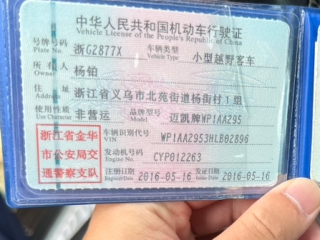 中华人民共和国机动车行驶证
Vehicle License of the People's Republic of China
号牌号码 浙G2877X 车辆类型 小型越野客车
Plate No. Vehicle Type
所有人 杨铂
Owner
住址 浙江省义乌市北苑街道杨街村1组
Address
使用性质 非营运 品牌型号 迈凯牌WP1AA295
Use Character Model
浙江省金华
市公安局交
通警察支队
车辆识别代号 WP1AA2953HLB02896
VIN
发动机号码 CYP012263
Engine No.
注册日期 2016-05-16 发证日期 2016-05-16
Register Date Issue Date